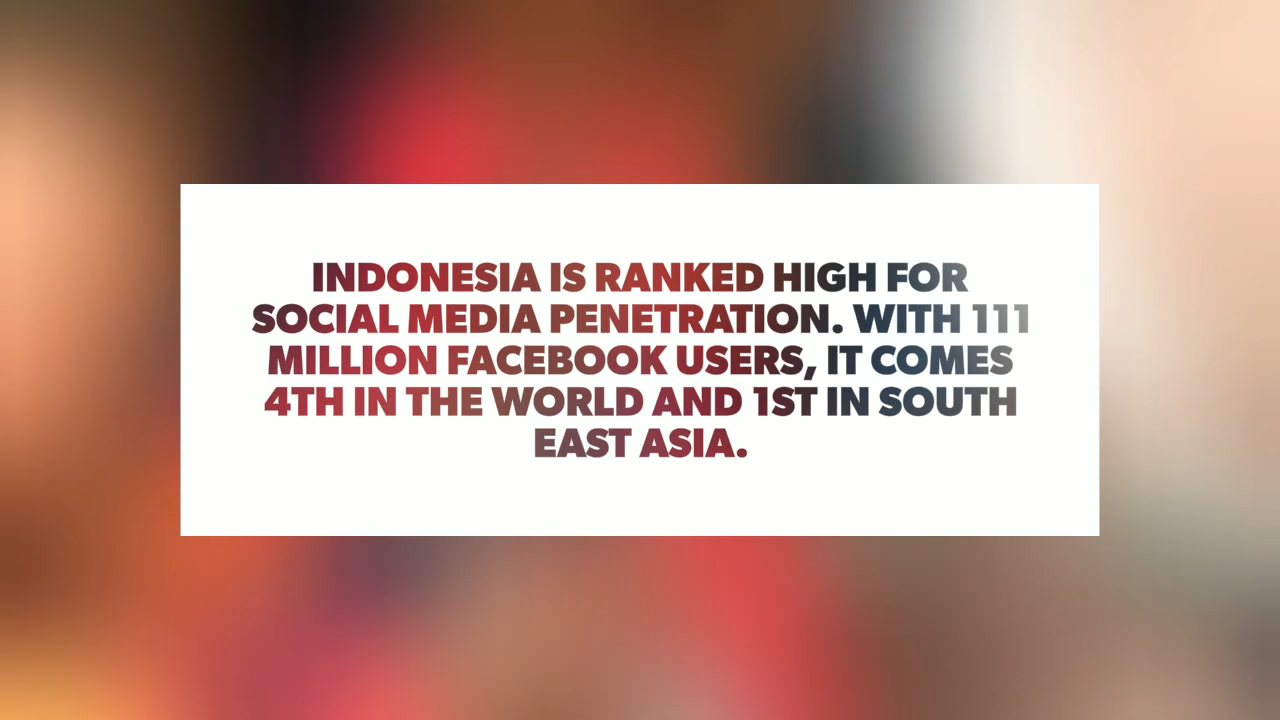 INDONESIA IS RANKED HIGH FOR
SOCIAL MEDIA PENETRATION. WITH 111
MILLION FACEBOOK USERS, IT COMES
4TH IN THE WORLD AND 1ST IN SOUTH
EAST ASIA.